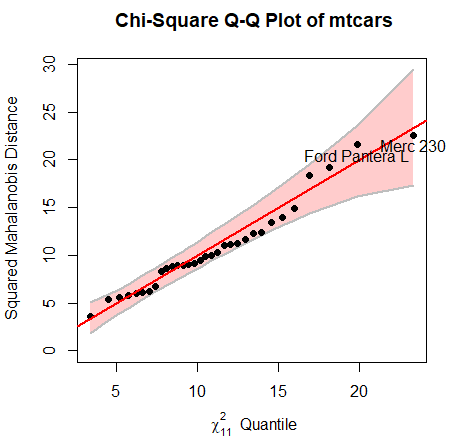 Chi-Square Q-Q Plot of mtcars
Squared Mahalanobis Distance
30
25
20
15
10
5
0
Merc 230
Ford Pantera L
5
10
15
20
χ²₁₁ Quantile